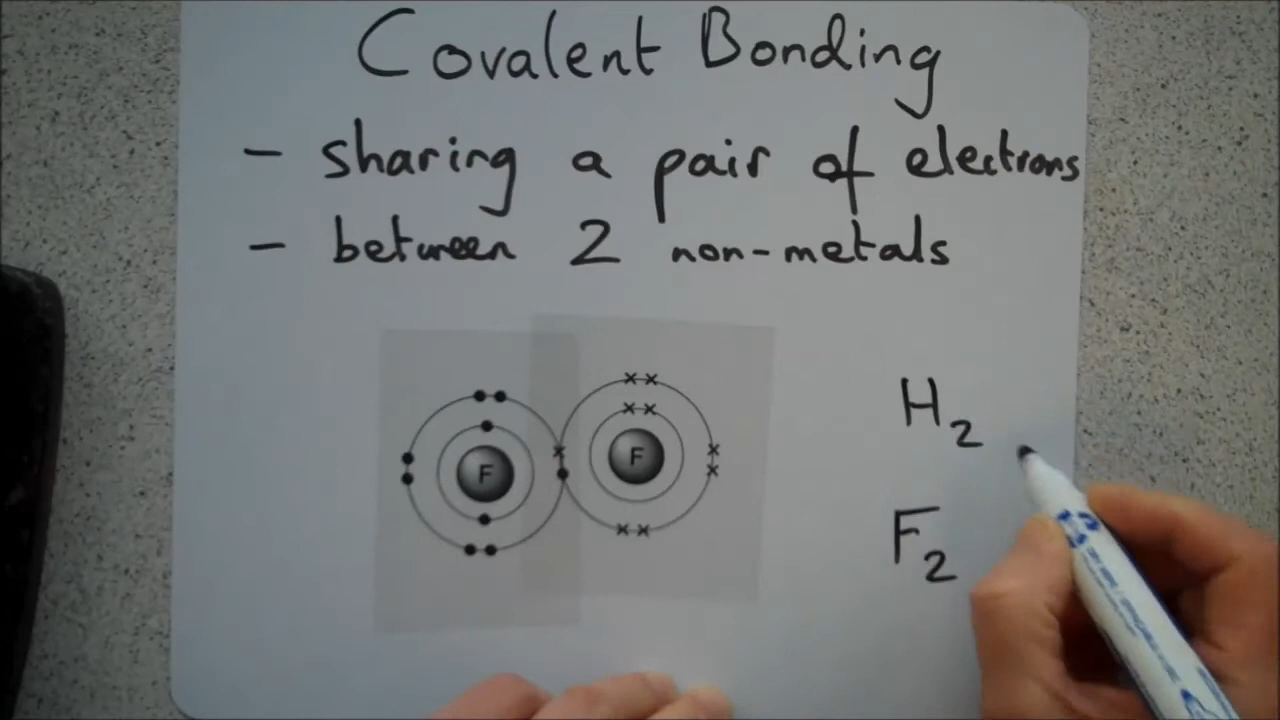 Covalent Bonding
- sharing a pair of electrons
- between 2 non-metals
F
F
H2
F2